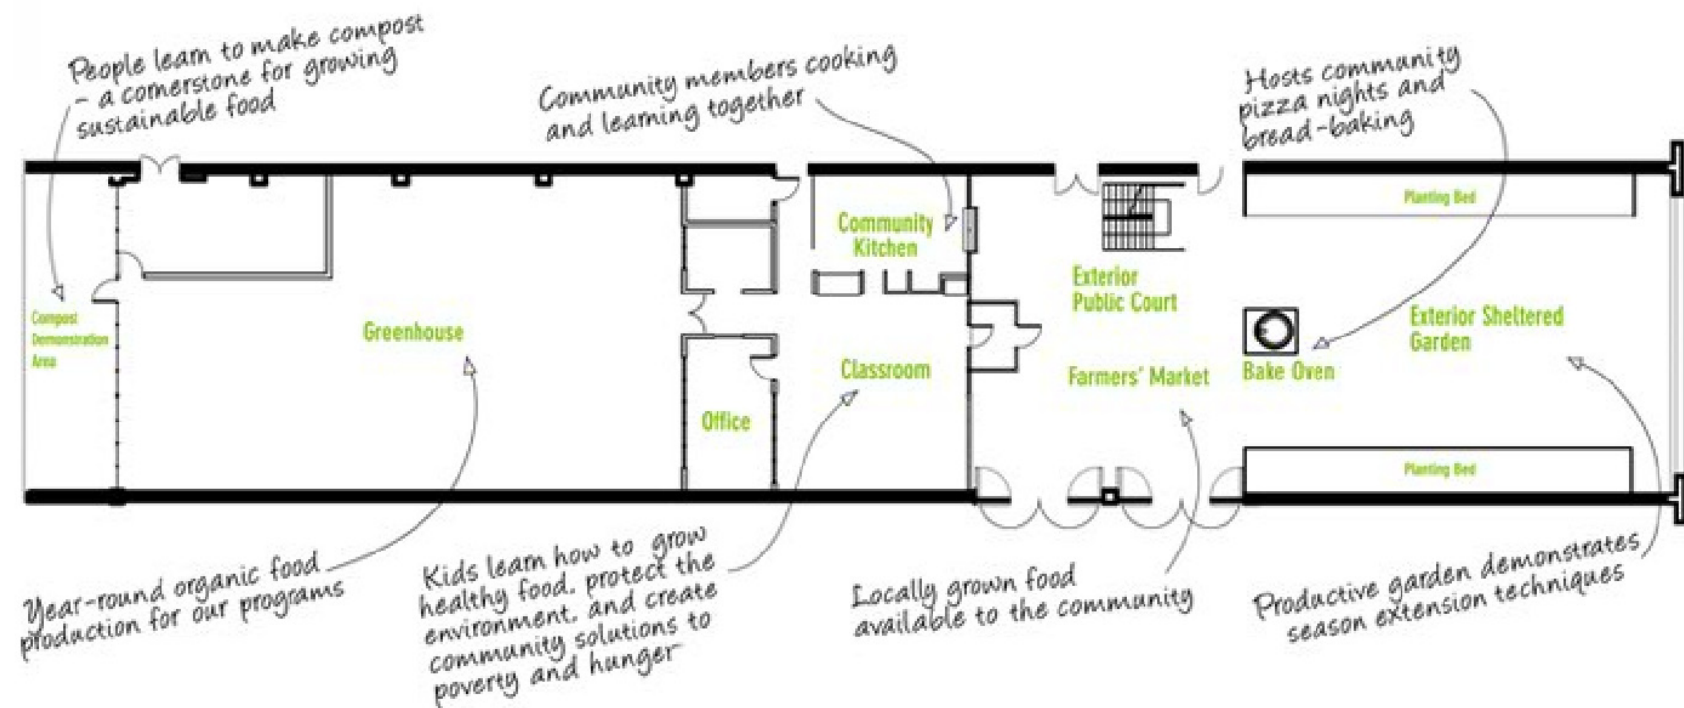 People learn to make compost
- a cornerstone for growing
sustainable food
Community members cooking
and learning together
Hosts community
pizza nights and
bread-baking
Planting Bed
Community
Kitchen
Exterior
Public Court
Compost
Demonstration
Area
Greenhouse
Exterior Sheltered
Garden
Classroom
Farmers' Market
Bake Oven
Office
Planting Bed
Year-round organic food
production for our programs
Kids learn how to grow
healthy food, protect the
environment, and create
community solutions to
poverty and hunger
Locally grown food
available to the community
Productive garden demonstrates
season extension techniques